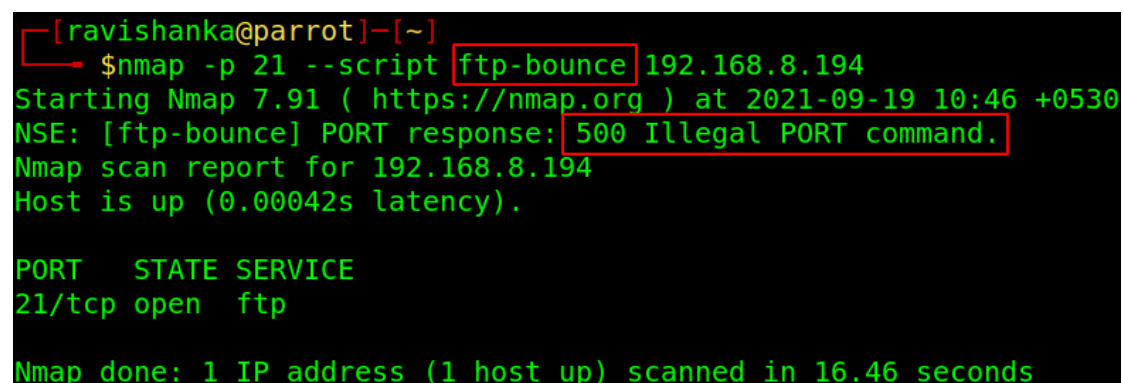 [ravishanka@parrot]─[~]
$nmap -p 21 --script ftp-bounce 192.168.8.194
Starting Nmap 7.91 ( https://nmap.org ) at 2021-09-19 10:46 +0530
NSE: [ftp-bounce] PORT response: 500 Illegal PORT command.
Nmap scan report for 192.168.8.194
Host is up (0.00042s latency).

PORT   STATE SERVICE
21/tcp open  ftp

Nmap done: 1 IP address (1 host up) scanned in 16.46 seconds